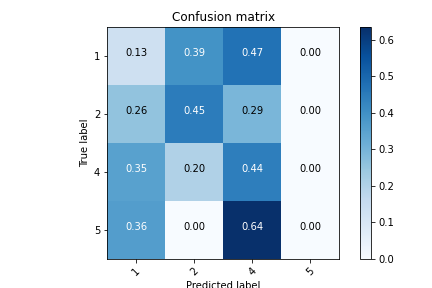 Confusion matrix
True label
1 0.13 0.39 0.47 0.00
2 0.26 0.45 0.29 0.00
4 0.35 0.20 0.44 0.00
5 0.36 0.00 0.64 0.00
1 2 4 5
Predicted label
0.6
0.5
0.4
0.3
0.2
0.1
0.0